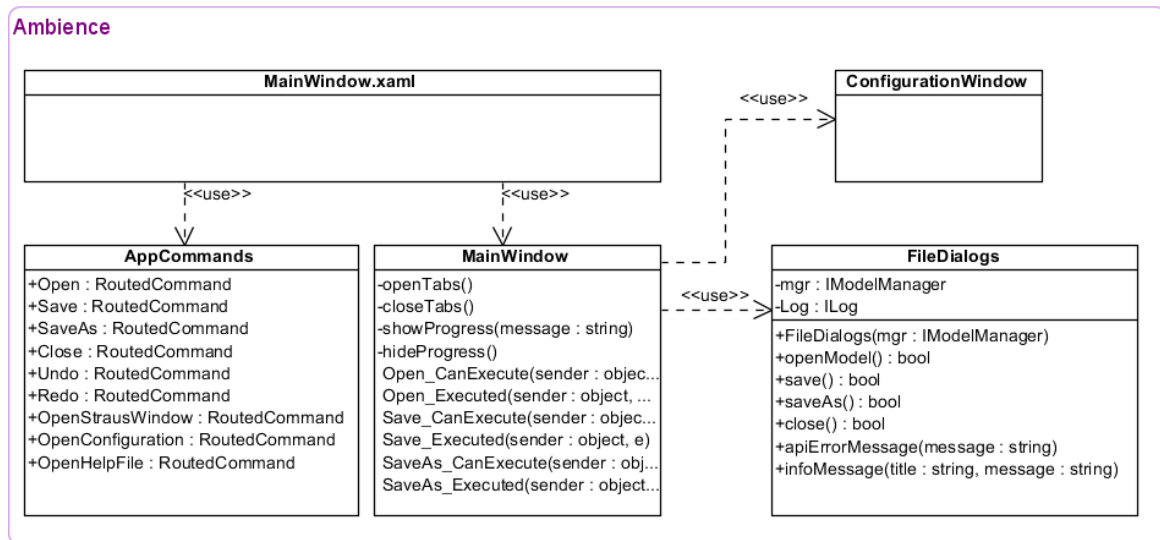 Ambience
MainWindow.xaml
ConfigurationWindow
<<use>>
<<use>>
<<use>>
AppCommands
+Open : RoutedCommand
+Save : RoutedCommand
+SaveAs : RoutedCommand
+Close : RoutedCommand
+Undo : RoutedCommand
+Redo : RoutedCommand
+OpenStrausWindow : RoutedCommand
+OpenConfiguration : RoutedCommand
+OpenHelpFile : RoutedCommand
MainWindow
-openTabs()
-closeTabs()
-showProgress(message : string)
-hideProgress()
Open_CanExecute(sender : objec...
Open_Executed(sender : object, ...
Save_CanExecute(sender : objec...
Save_Executed(sender : object, e)
SaveAs_CanExecute(sender : obj...
SaveAs_Executed(sender : object...
<<use>>
FileDialogs
-mgr : IModelManager
-Log : ILog
+FileDialogs(mgr : IModelManager)
+openModel() : bool
+save() : bool
+saveAs() : bool
+close() : bool
+apiErrorMessage(message : string)
+infoMessage(title : string, message : string)